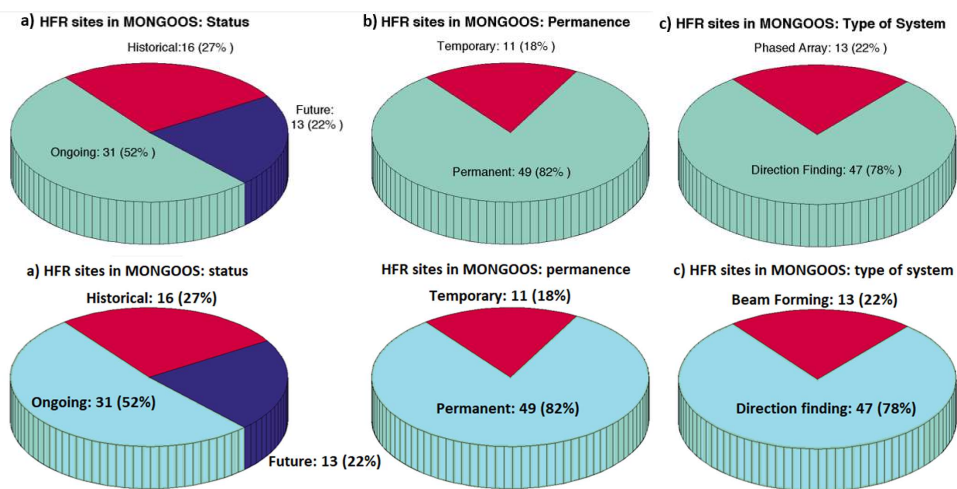 a) HFR sites in MONGOOS: Status
Historical:16 (27% )
Future:
13 (22% )
Ongoing: 31 (52% )
b) HFR sites in MONGOOS: Permanence
Temporary: 11 (18% )
Permanent: 49 (82% )
c) HFR sites in MONGOOS: Type of System
Phased Array: 13 (22% )
Direction Finding: 47 (78% )
a) HFR sites in MONGOOS: status
Historical: 16 (27%)
Ongoing: 31 (52%)
Future: 13 (22%)
HFR sites in MONGOOS: permanence
Temporary: 11 (18%)
Permanent: 49 (82%)
c) HFR sites in MONGOOS: type of system
Beam Forming: 13 (22%)
Direction finding: 47 (78%)